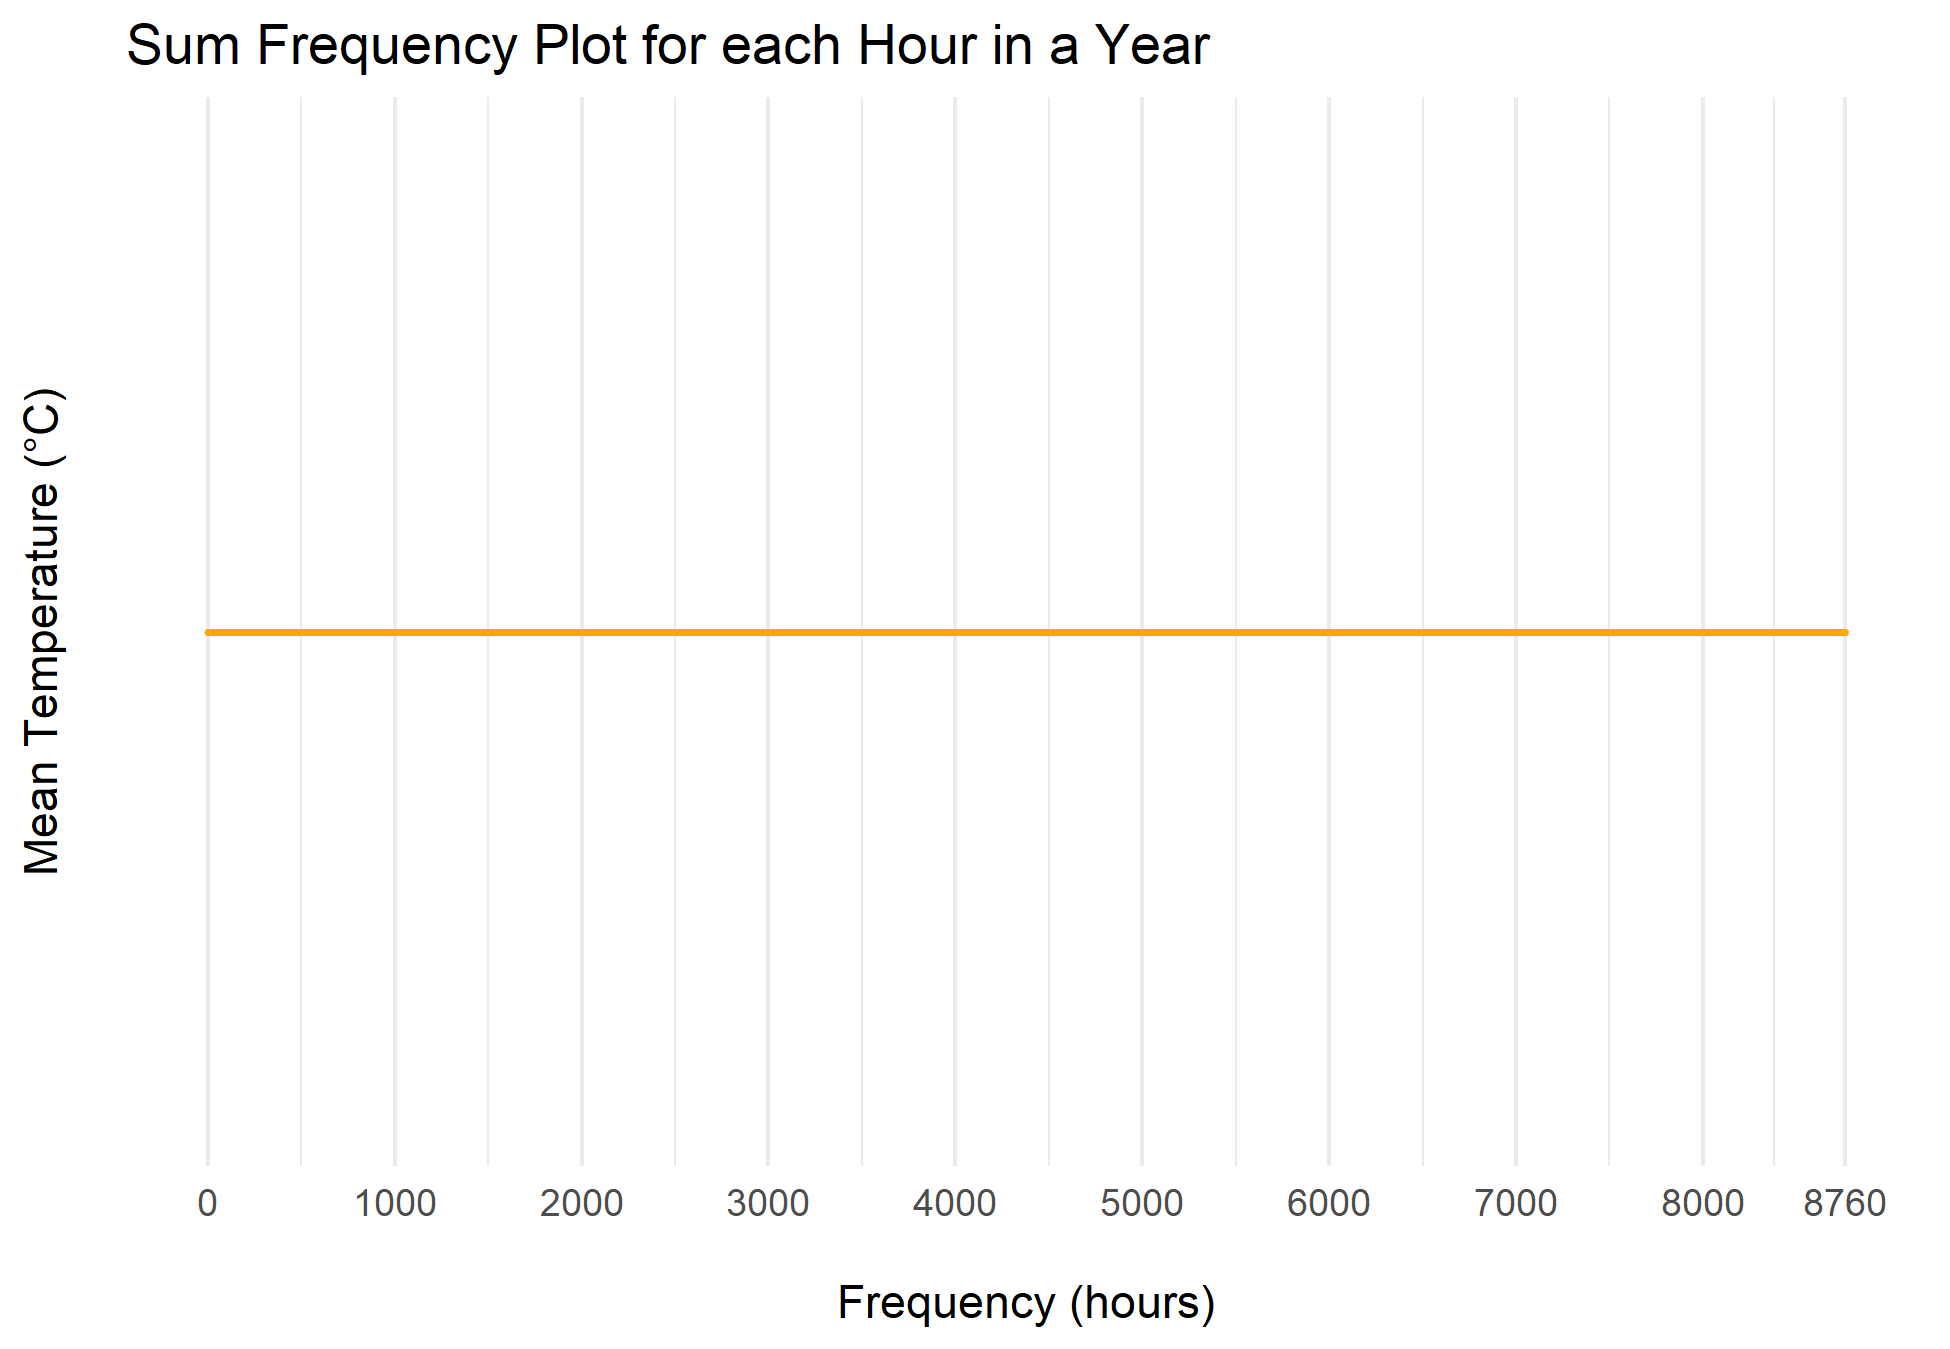 Sum Frequency Plot for each Hour in a Year
Mean Temperature (°C)
0 1000 2000 3000 4000 5000 6000 7000 8000 8760
Frequency (hours)